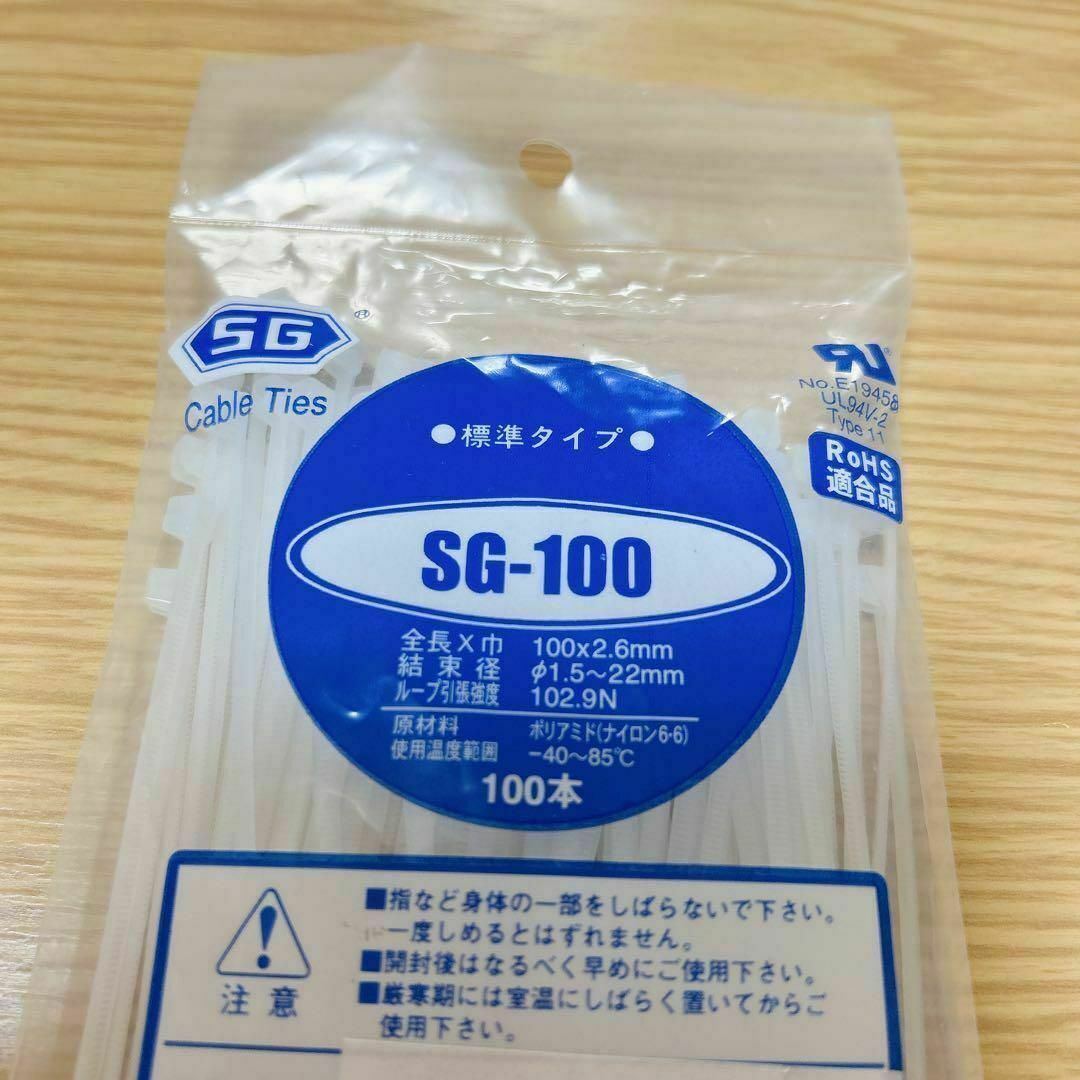 SG®
Cable Ties
UR®
No.E19458
UL94V-2
Type 11
RoHS
適合品
●標準タイプ●
SG-100
全長X巾 100x2.6mm
結束径 φ1.5～22mm
ループ引張強度 102.9N
原材料 ポリアミド(ナイロン6・6)
使用温度範囲 -40～85℃
100本
注意
■指など身体の一部をしばらないで下さい。
一度しめるとはずれません。
■開封後はなるべく早めにご使用下さい。
■厳寒期には室温にしばらく置いてからご
使用下さい。